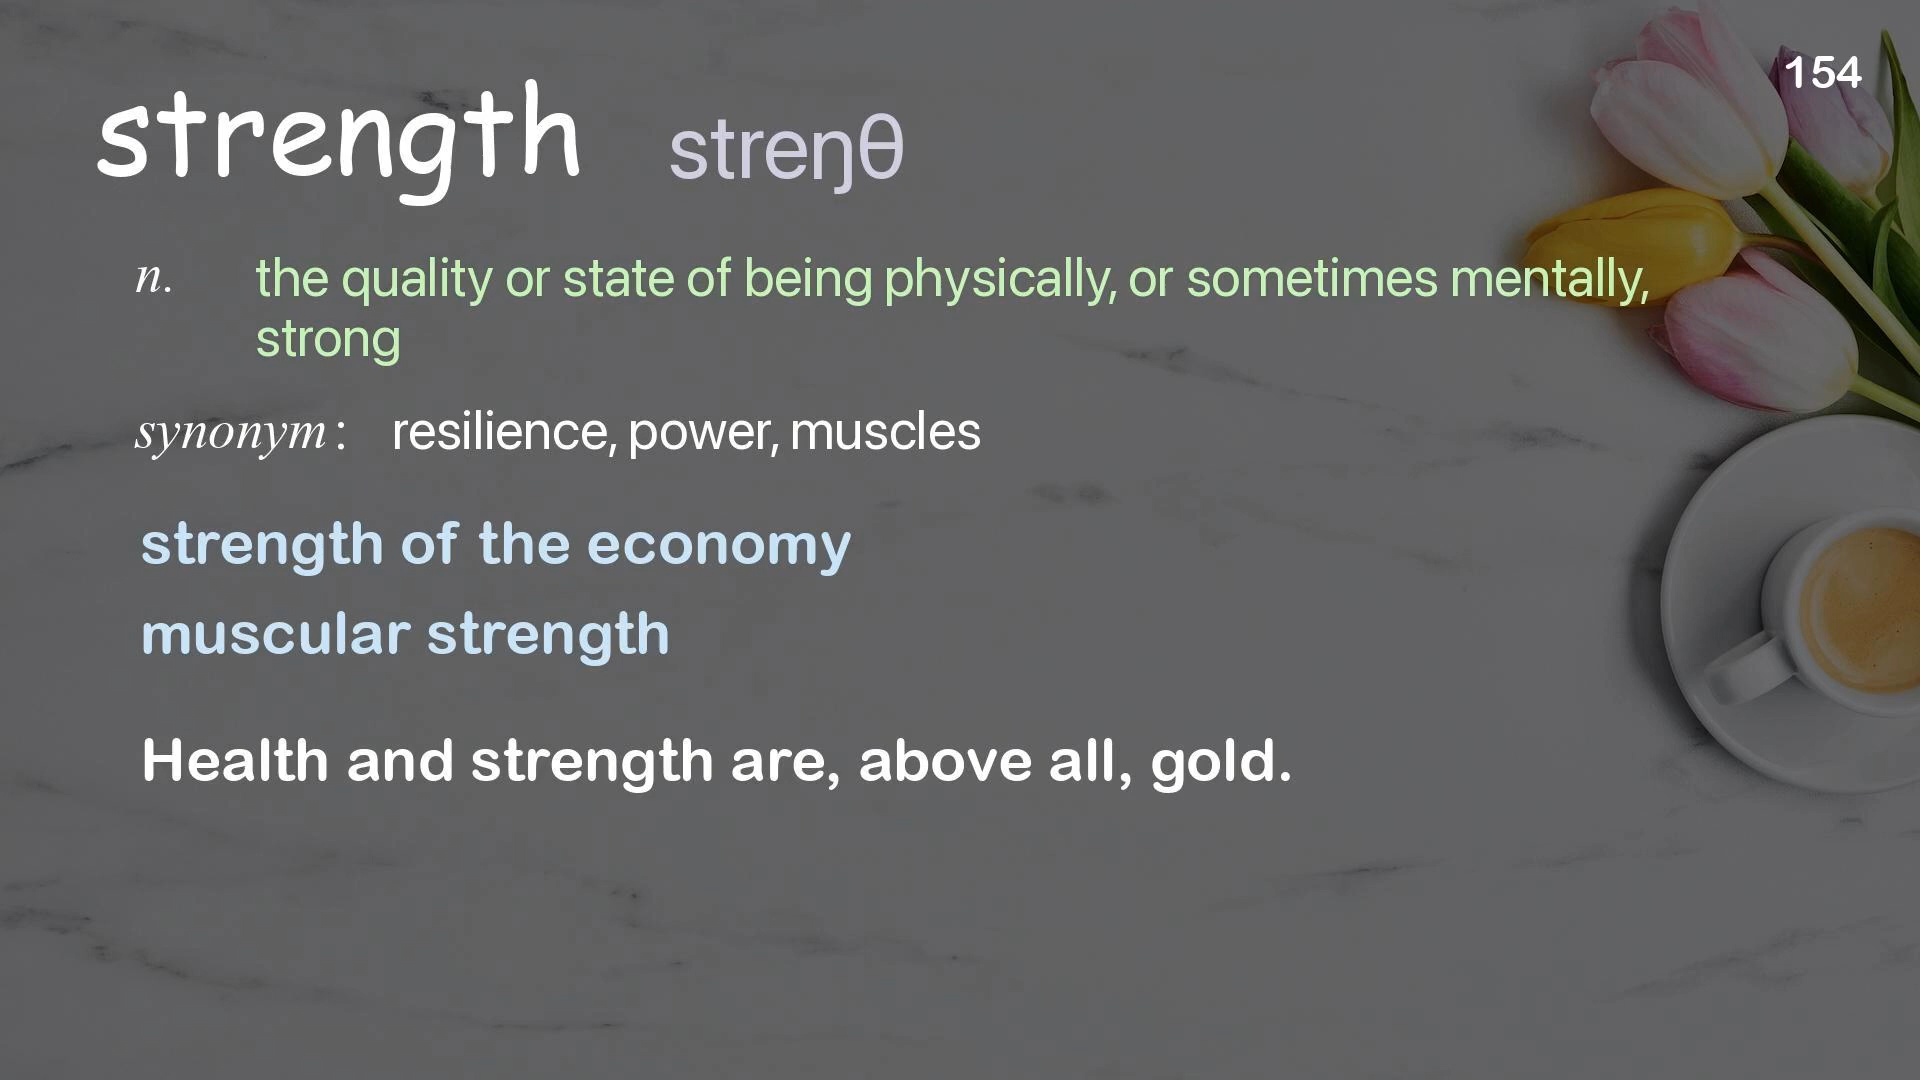 154
strength streŋθ
n. the quality or state of being physically, or sometimes mentally,
strong
synonym: resilience, power, muscles
strength of the economy
muscular strength
Health and strength are, above all, gold.